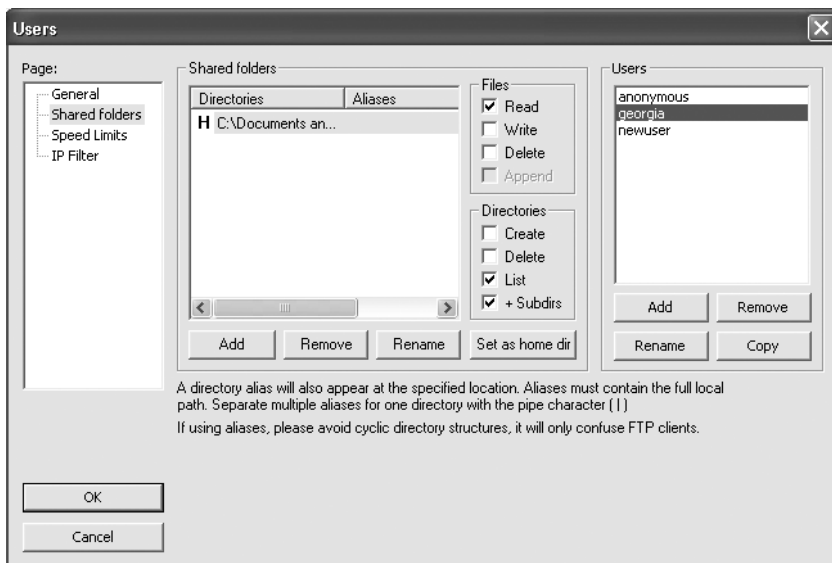 Users
Page:
General
Shared folders
Speed Limits
IP Filter
Shared folders
Directories Aliases
H C:\Documents an...
Files
Read
Write
Delete
Append
Directories
Create
Delete
List
+ Subdirs
Add Remove Rename Set as home dir
Users
anonymous
georgia
newuser
Add Remove
Rename Copy
A directory alias will also appear at the specified location. Aliases must contain the full local
path. Separate multiple aliases for one directory with the pipe character ( | )
If using aliases, please avoid cyclic directory structures, it will only confuse FTP clients.
OK
Cancel